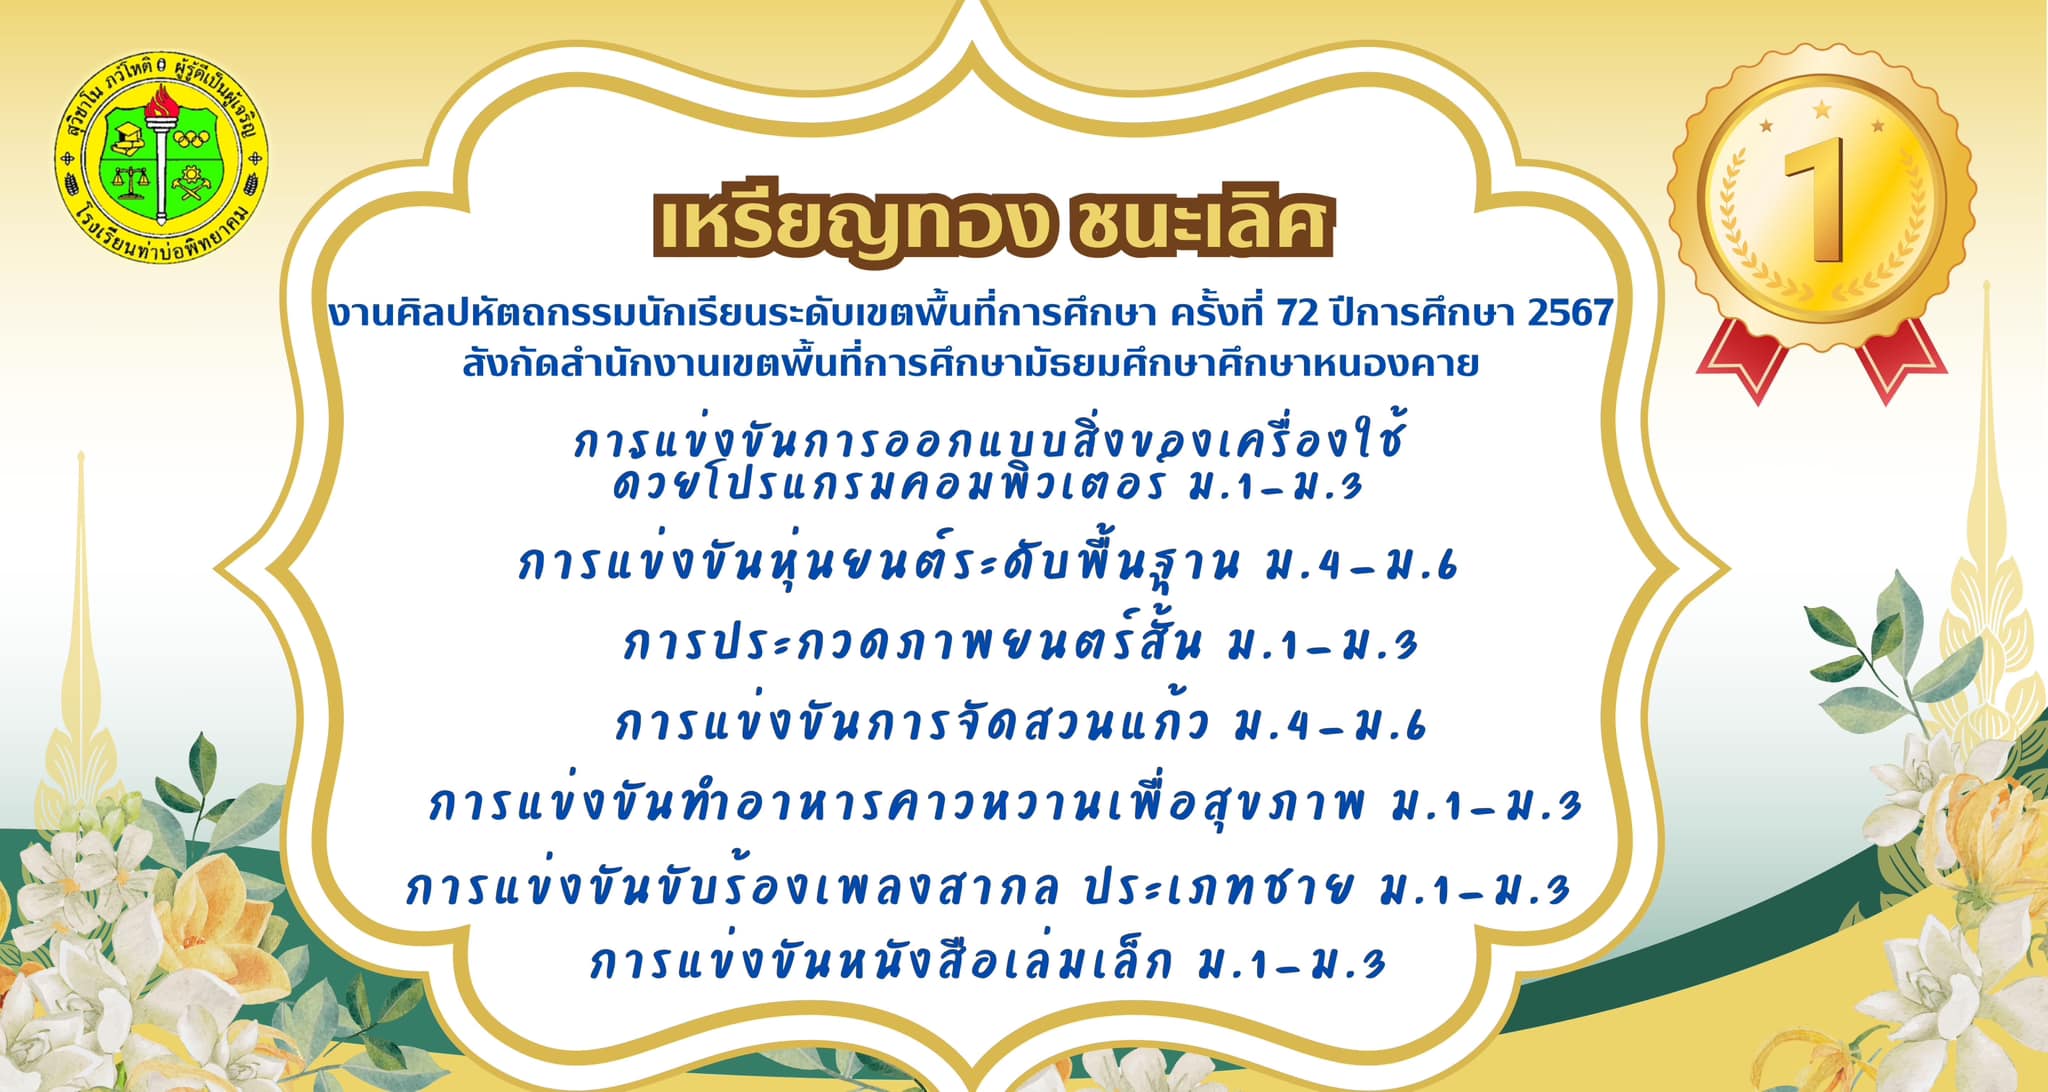 สุวิชาโน ภวํโหติ ผู้รู้ดีเป็นผู้เจริญ
โรงเรียนท่าบ่อพิทยาคม
1
เหรียญทอง ชนะเลิศ
งานศิลปหัตถกรรมนักเรียนระดับเขตพื้นที่การศึกษา ครั้งที่ 72 ปีการศึกษา 2567
สังกัดสำนักงานเขตพื้นที่การศึกษามัธยมศึกษาศึกษาหนองคาย
การแข่งขันการออกแบบสิ่งของเครื่องใช้
ด้วยโปรแกรมคอมพิวเตอร์ ม.1-ม.3
การแข่งขันหุ่นยนต์ระดับพื้นฐาน ม.4-ม.6
การประกวดภาพยนตร์สั้น ม.1-ม.3
การแข่งขันการจัดสวนแก้ว ม.4-ม.6
การแข่งขันทำอาหารคาวหวานเพื่อสุขภาพ ม.1-ม.3
การแข่งขันขับร้องเพลงสากล ประเภทชาย ม.1-ม.3
การแข่งขันหนังสือเล่มเล็ก ม.1-ม.3